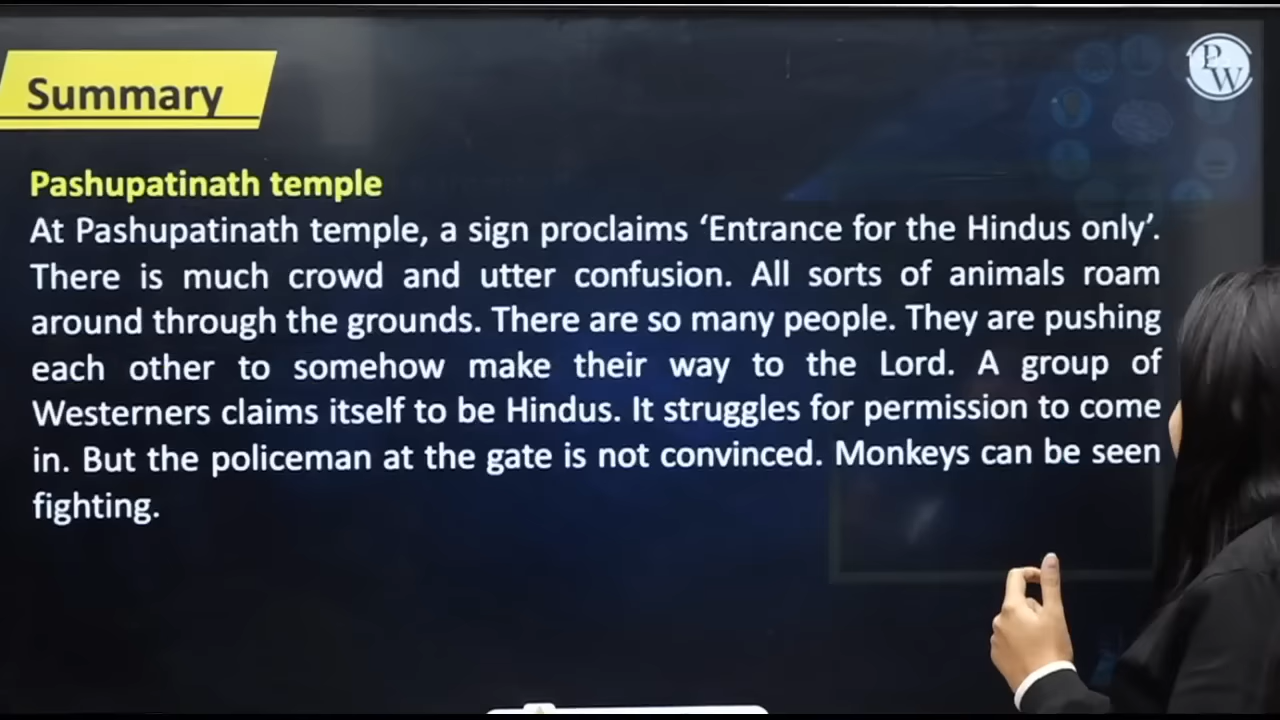 Summary
PW
Pashupatinath temple
At Pashupatinath temple, a sign proclaims ‘Entrance for the Hindus only’.
There is much crowd and utter confusion. All sorts of animals roam
around through the grounds. There are so many people. They are pushing
each other to somehow make their way to the Lord. A group of
Westerners claims itself to be Hindus. It struggles for permission to come
in. But the policeman at the gate is not convinced. Monkeys can be seen
fighting.